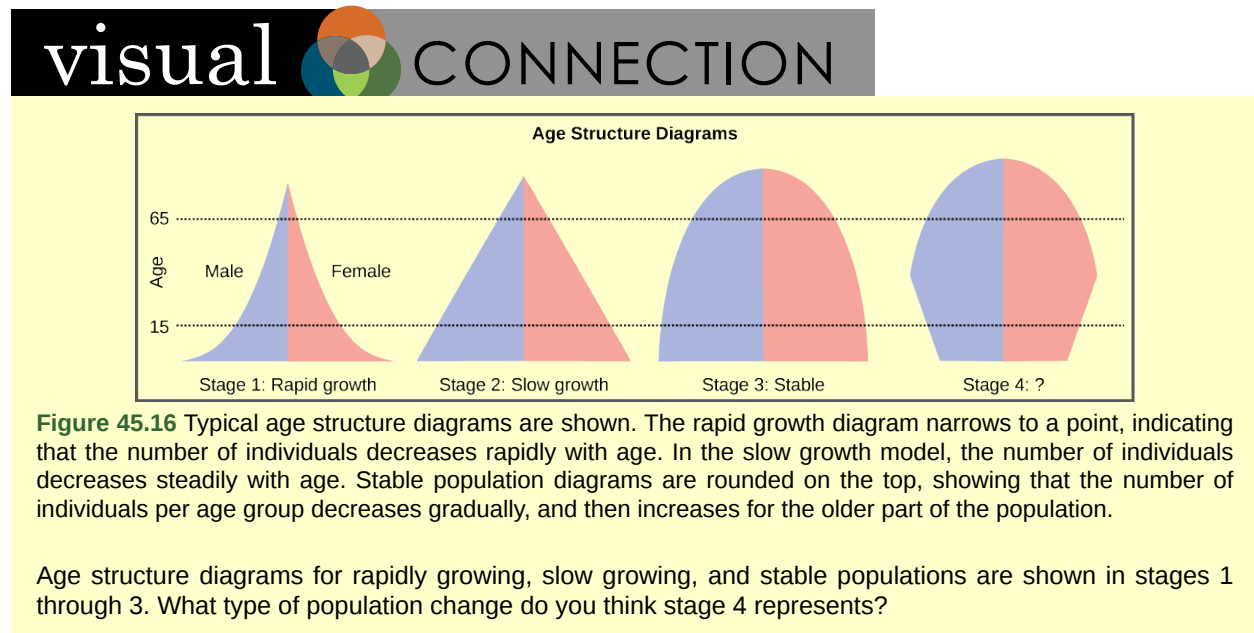 visual CONNECTION
Age Structure Diagrams
65
Age
Male
Female
15
Stage 1: Rapid growth
Stage 2: Slow growth
Stage 3: Stable
Stage 4: ?
Figure 45.16 Typical age structure diagrams are shown. The rapid growth diagram narrows to a point, indicating
that the number of individuals decreases rapidly with age. In the slow growth model, the number of individuals
decreases steadily with age. Stable population diagrams are rounded on the top, showing that the number of
individuals per age group decreases gradually, and then increases for the older part of the population.
Age structure diagrams for rapidly growing, slow growing, and stable populations are shown in stages 1
through 3. What type of population change do you think stage 4 represents?